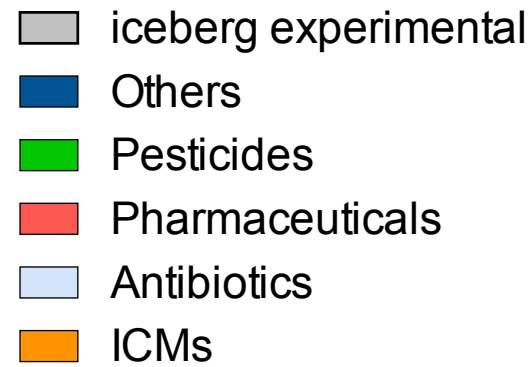 iceberg experimental
Others
Pesticides
Pharmaceuticals
Antibiotics
ICMs